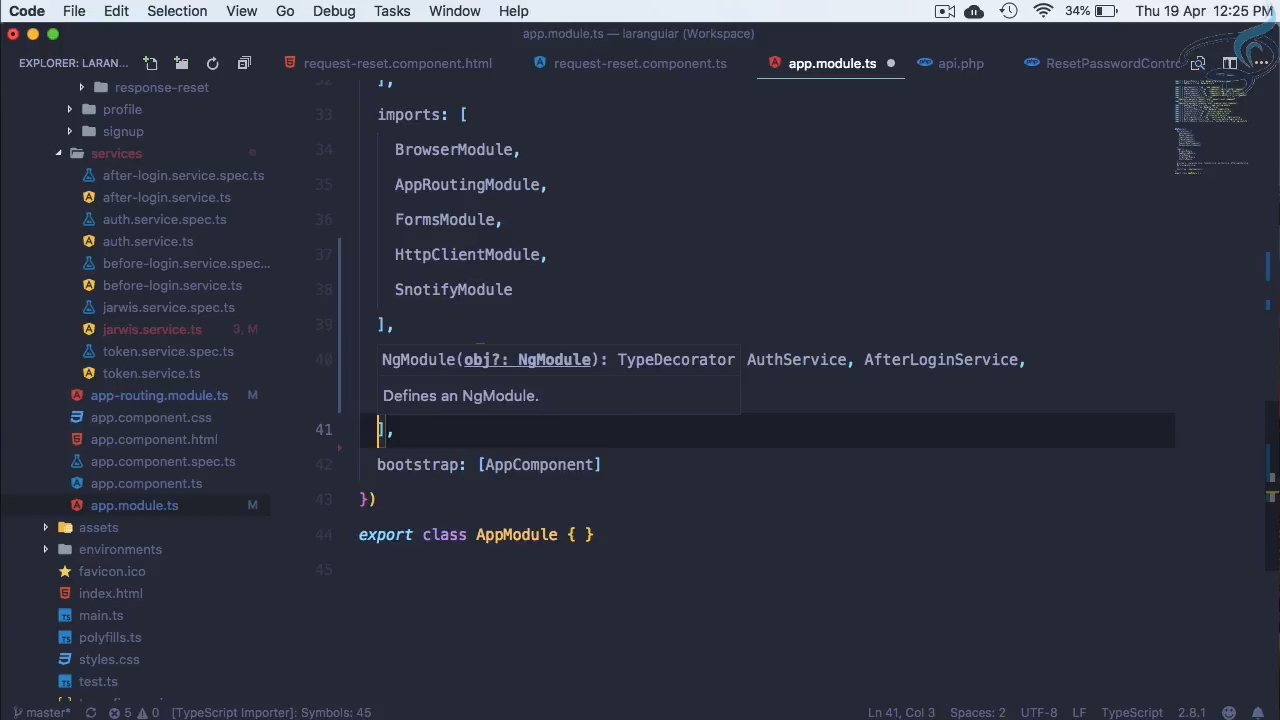 Code File Edit Selection View Go Debug Tasks Window Help 34% Thu 19 Apr 12:25 PM
app.module.ts — larangular (Workspace)
EXPLORER: LARAN... request-reset.component.html request-reset.component.ts app.module.ts api.php ResetPasswordContro
response-reset
profile
signup
services
after-login.service.spec.ts
after-login.service.ts
auth.service.spec.ts
auth.service.ts
before-login.service.spec...
before-login.service.ts
jarwis.service.spec.ts
jarwis.service.ts 3, M
token.service.spec.ts
token.service.ts
app-routing.module.ts M
app.component.css
app.component.html
app.component.spec.ts
app.component.ts
app.module.ts M
assets
environments
favicon.ico
index.html
main.ts
polyfills.ts
styles.css
test.ts
32 ],
33 imports: [
34 BrowserModule,
35 AppRoutingModule,
36 FormsModule,
37 HttpClientModule,
38 SnotifyModule
39 ],
40 AuthService, AfterLoginService,
NgModule(obj?: NgModule): TypeDecorator
Defines an NgModule.
41 ],
42 bootstrap: [AppComponent]
43 })
44 export class AppModule { }
45
master* 5 0 [TypeScript Importer]: Symbols: 45 Ln 41, Col 3 Spaces: 2 UTF-8 LF TypeScript 2.8.1